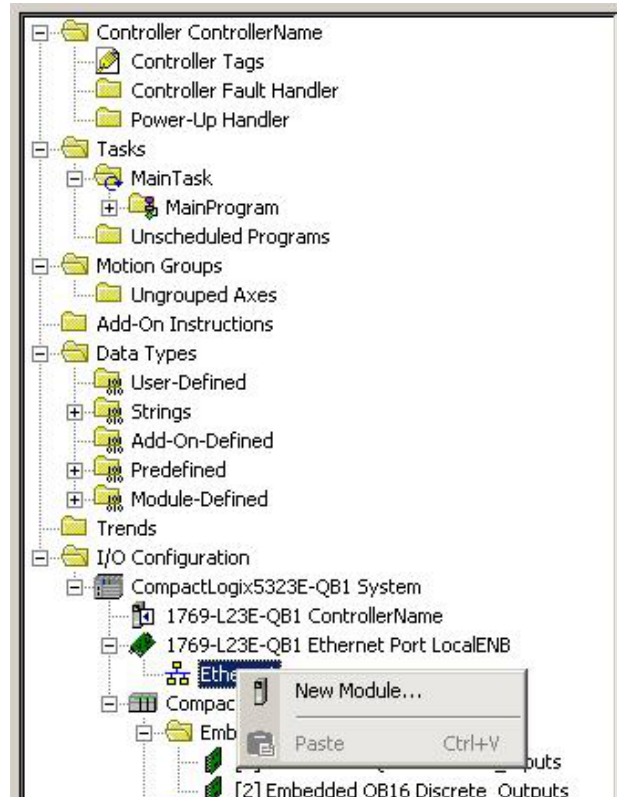 Controller ControllerName
Controller Tags
Controller Fault Handler
Power-Up Handler
Tasks
MainTask
MainProgram
Unscheduled Programs
Motion Groups
Ungrouped Axes
Add-On Instructions
Data Types
User-Defined
Strings
Add-On-Defined
Predefined
Module-Defined
Trends
I/O Configuration
CompactLogix5323E-QB1 System
1769-L23E-QB1 ControllerName
1769-L23E-QB1 Ethernet Port LocalENB
Ethe
New Module...
Compac
Emb
Paste Ctrl+V
puts
[2] Embedded OB16 Discrete_Outputs